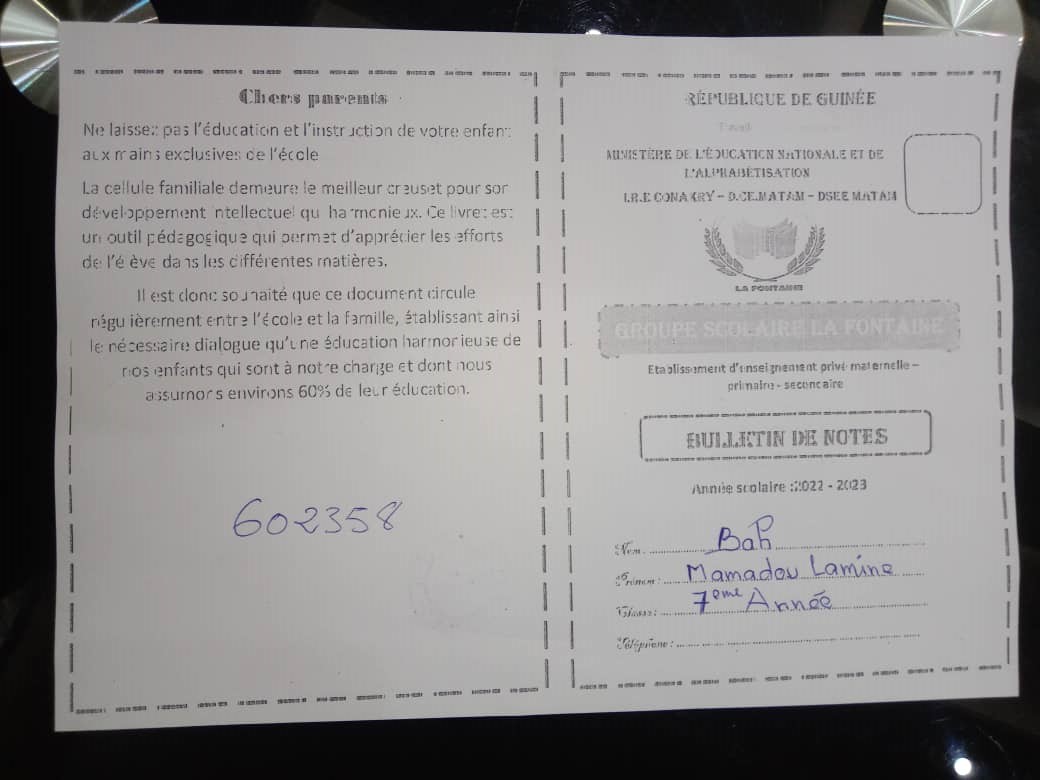 Chers parents
Ne laissez pas l'éducation et l'instruction de votre enfant
aux mains exclusives de l'école
La cellule familiale demeure le meilleur creuset pour son
développement intellectuel qui harmonieux. Ce livret est
un outil pédagogique qui permet d'apprécier les efforts
de l'élève dans les différentes matières.
Il est donc souhaité que ce document circule
régulièrement entre l'école et la famille, établissant ainsi
le nécessaire dialogue qu'une éducation harmonieuse de
nos enfants qui sont à notre charge et dont nous
assumons environs 60% de leur éducation.
602358
RÉPUBLIQUE DE GUINÉE
Travail
MINISTÈRE DE L'ÉDUCATION NATIONALE ET DE
L'ALPHABÉTISATION
I.R.E CONAKRY – D.CE.MATAM – DSEE MATAM
LA FONTAINE
GROUPE SCOLAIRE LA FONTAINE
Etablissement d'enseignement privé maternelle –
primaire - secondaire
BULLETIN DE NOTES
Année scolaire :2022 - 2023
Nom : Bah
Prénom : Mamadou Lamine
Classe : 7ème Année
Téléphone :